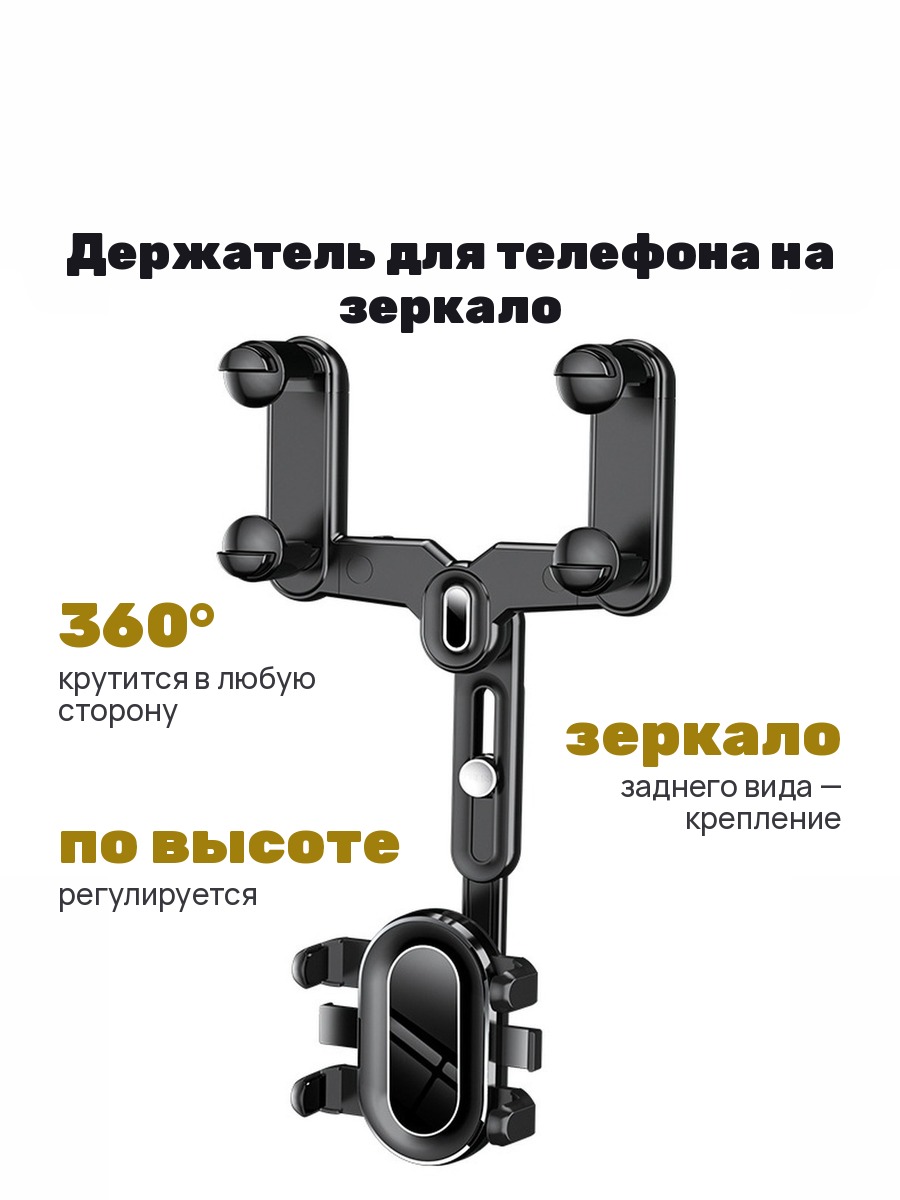 Держатель для телефона на
зеркало
360°
крутится в любую
сторону
зеркало
заднего вида —
крепление
по высоте
регулируется